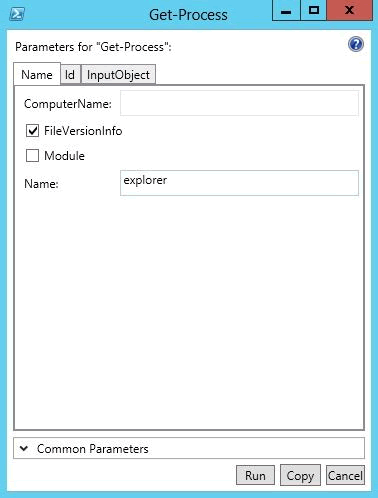 Get-Process
Parameters for "Get-Process":
?
Name Id InputObject
ComputerName:
FileVersionInfo
Module
Name: explorer
Common Parameters
Run Copy Cancel